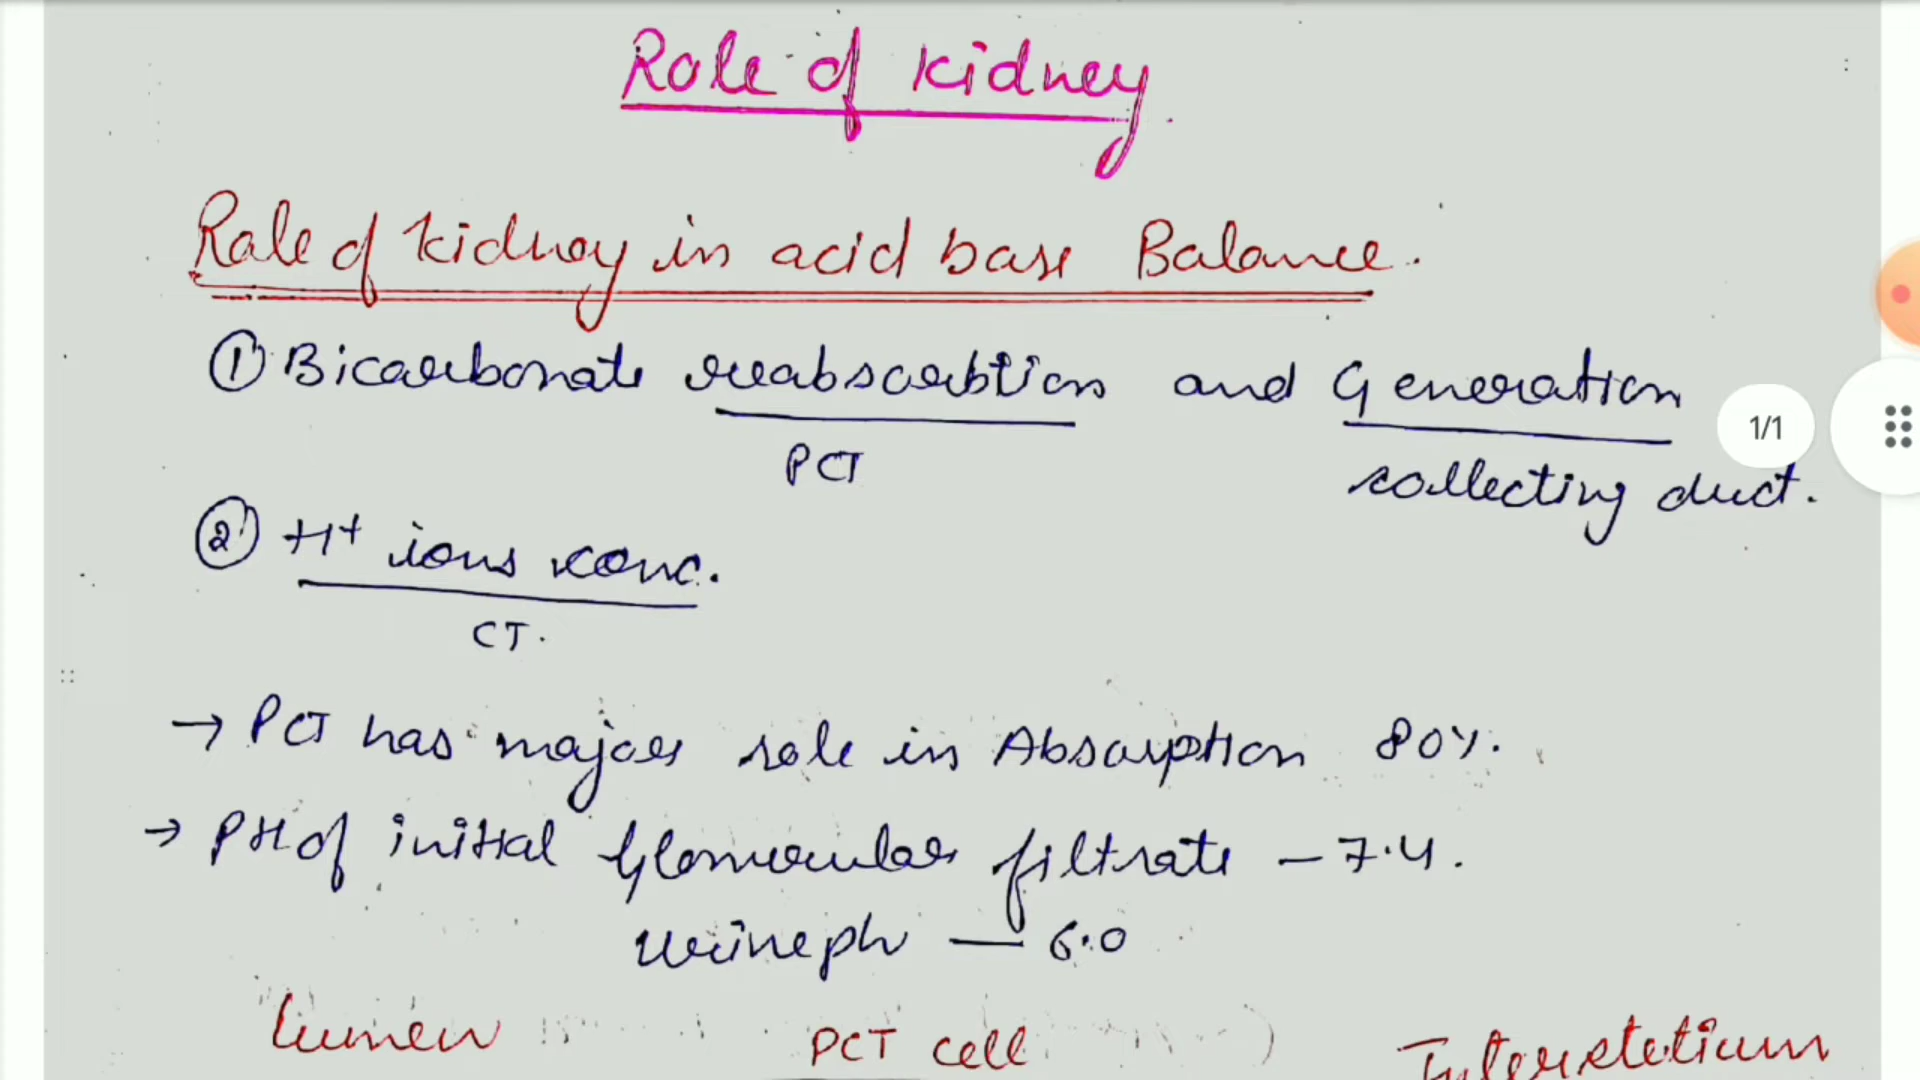 Role of kidney
Role of kidney in acid base Balance.
① Bicarbonate reabsorbtion and Generation
PCT
collecting duct.
② H+ ions conc.
CT.
→ PCT has major role in Absorption 80%.
→ PH of initial Glomerular filtrate - 7.4.
urine ph - 6.0
lumen PCT cell Interstetium
1/1